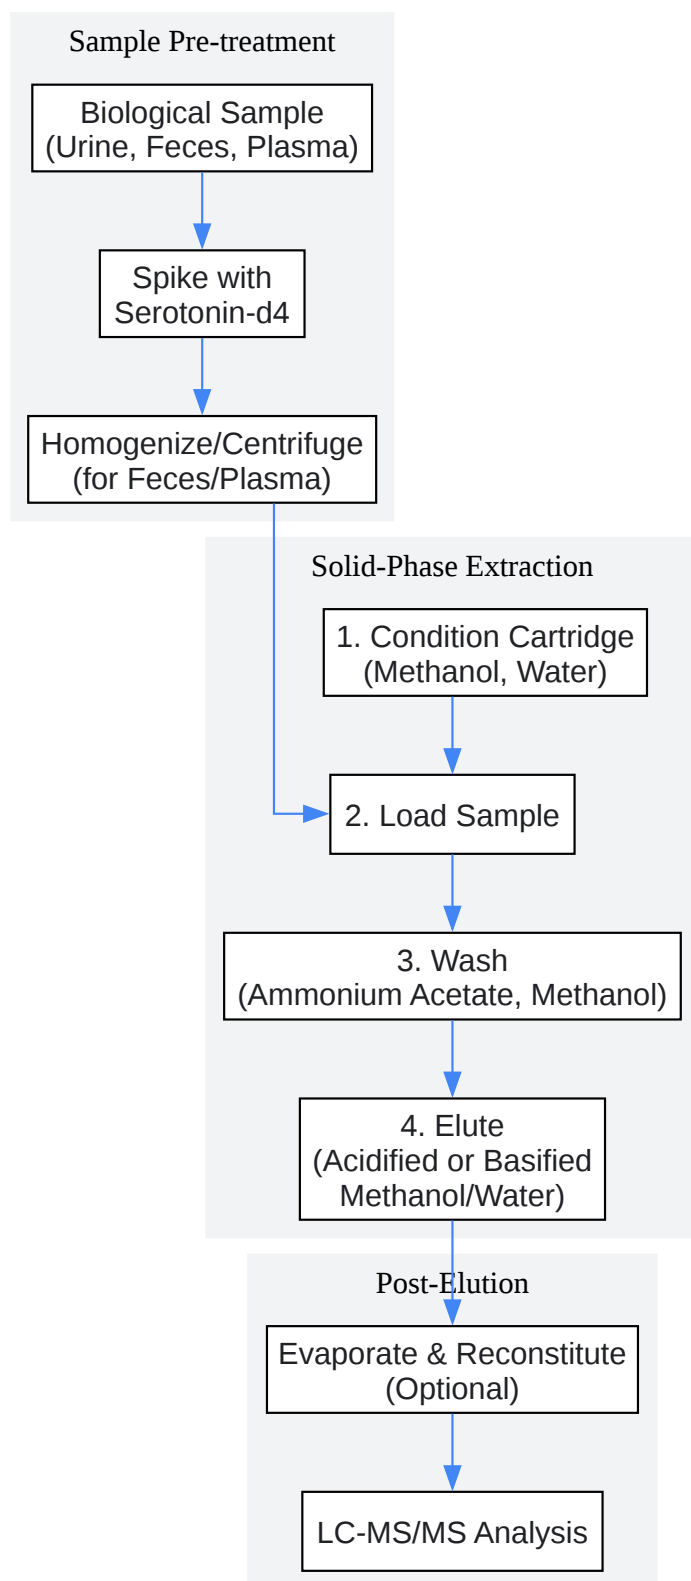 Sample Pre-treatment
Biological Sample
(Urine, Feces, Plasma)
Spike with
Serotonin-d4
Homogenize/Centrifuge
(for Feces/Plasma)
Solid-Phase Extraction
1. Condition Cartridge
(Methanol, Water)
2. Load Sample
3. Wash
(Ammonium Acetate, Methanol)
4. Elute
(Acidified or Basified
Methanol/Water)
Post-Elution
Evaporate & Reconstitute
(Optional)
LC-MS/MS Analysis